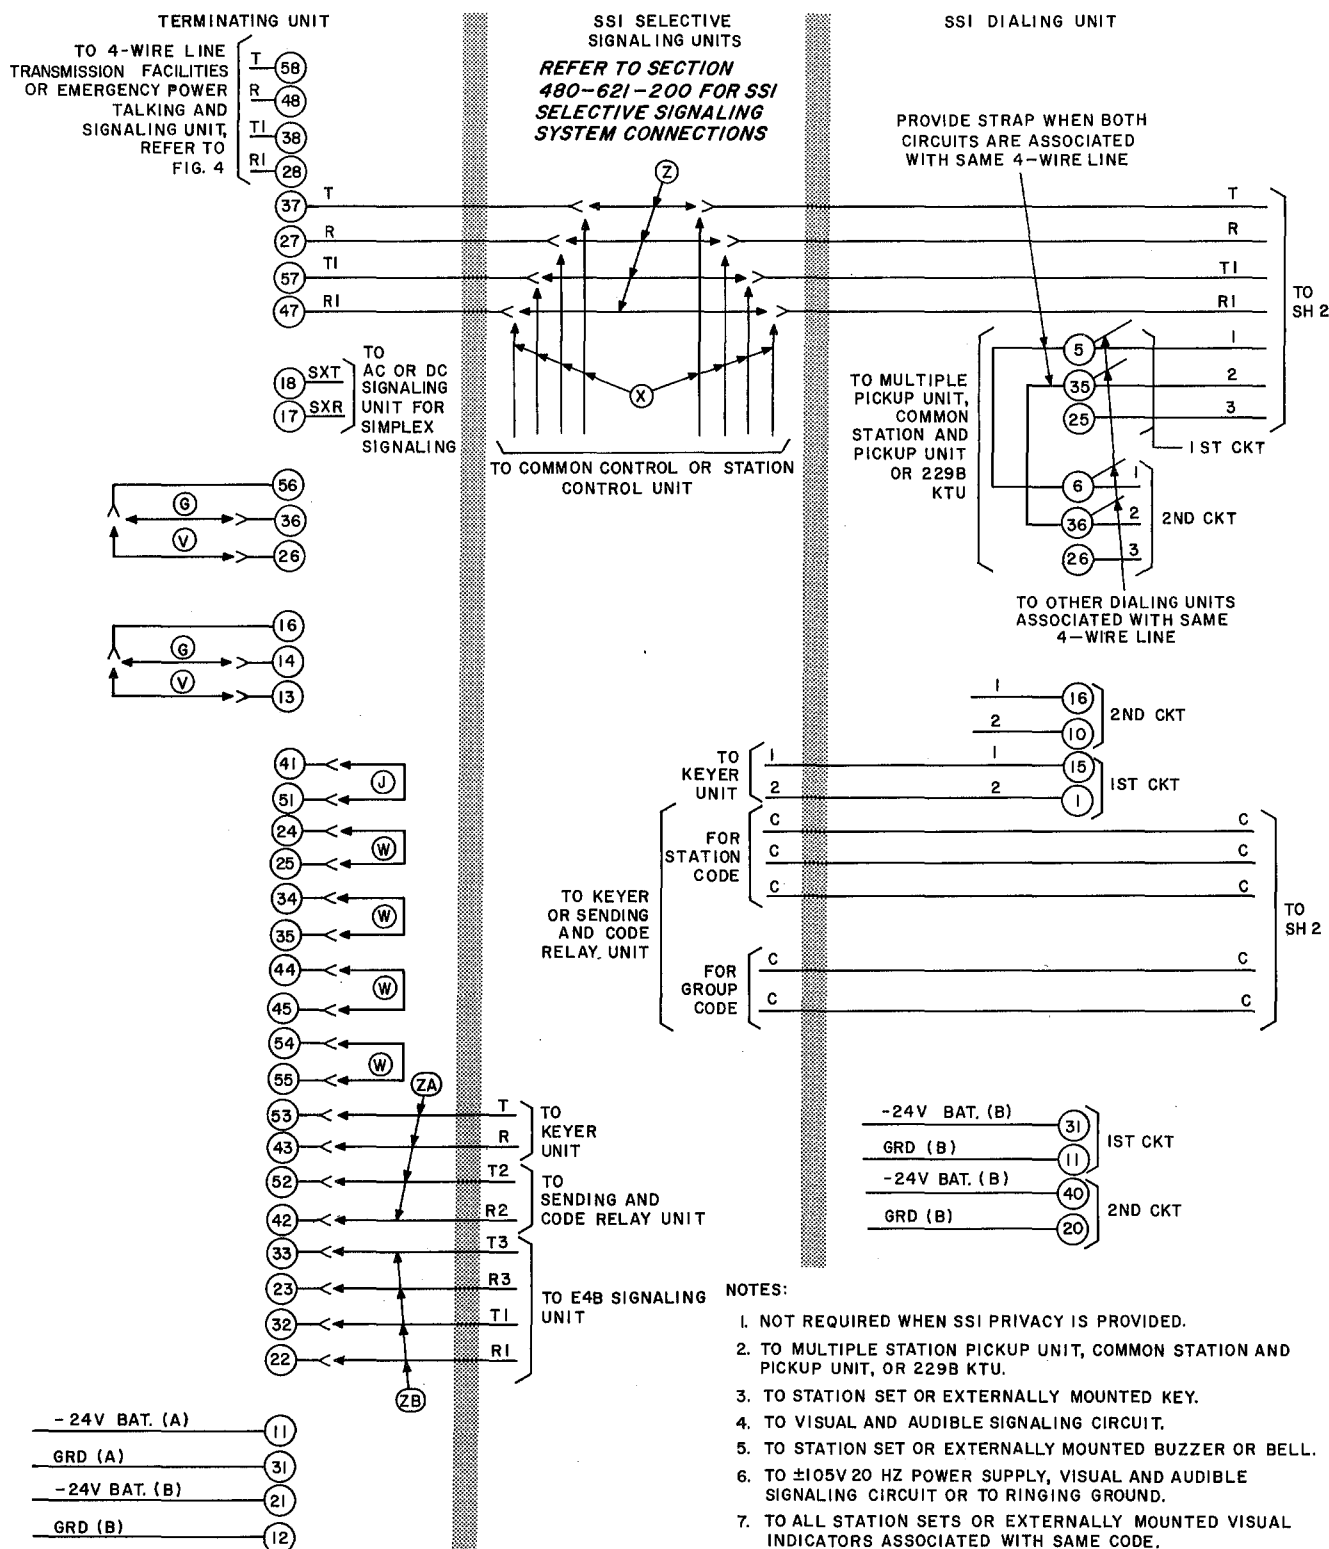 TERMINATING UNIT
SSI SELECTIVE
SIGNALING UNITS
SSI DIALING UNIT
TO 4-WIRE LINE
TRANSMISSION FACILITIES
OR EMERGENCY POWER
TALKING AND
SIGNALING UNIT,
REFER TO
FIG. 4
T 58
R 48
T1 38
R1 28
REFER TO SECTION
480-621-200 FOR SSI
SELECTIVE SIGNALING
SYSTEM CONNECTIONS
PROVIDE STRAP WHEN BOTH
CIRCUITS ARE ASSOCIATED
WITH SAME 4-WIRE LINE
Z
37 T T
27 R R
57 T1 T1
47 R1 R1
TO
SH 2
18 SXT
17 SXR
TO
AC OR DC
SIGNALING
UNIT FOR
SIMPLEX
SIGNALING
X
TO COMMON CONTROL OR STATION
CONTROL UNIT
TO MULTIPLE
PICKUP UNIT,
COMMON
STATION AND
PICKUP UNIT
OR 229B
KTU
5 1
35 2
25 3
1ST CKT
6 1
36 2
26 3
2ND CKT
TO OTHER DIALING UNITS
ASSOCIATED WITH SAME
4-WIRE LINE
56
G 36
V 26
16
G 14
V 13
1 16
2 10
2ND CKT
TO
KEYER
UNIT
1 1 15
2 2 1
1ST CKT
41
J
51
24
W
25
34
W
35
44
W
45
54
W
55
TO KEYER
OR SENDING
AND CODE
RELAY UNIT
FOR
STATION
CODE
C C
C C
C C
FOR
GROUP
CODE
C C
C C
TO
SH 2
ZA
53 T
43 R
TO
KEYER
UNIT
52 T2
42 R2
TO
SENDING AND
CODE RELAY UNIT
33 T3
23 R3
32 T1
22 R1
TO E4B SIGNALING
UNIT
ZB
-24V BAT. (B) 31
GRD (B) 11
1ST CKT
-24V BAT. (B) 40
GRD (B) 20
2ND CKT
-24V BAT. (A) 11
GRD (A) 31
-24V BAT. (B) 21
GRD (B) 12
NOTES:
1. NOT REQUIRED WHEN SSI PRIVACY IS PROVIDED.
2. TO MULTIPLE STATION PICKUP UNIT, COMMON STATION AND
PICKUP UNIT, OR 229B KTU.
3. TO STATION SET OR EXTERNALLY MOUNTED KEY.
4. TO VISUAL AND AUDIBLE SIGNALING CIRCUIT.
5. TO STATION SET OR EXTERNALLY MOUNTED BUZZER OR BELL.
6. TO ±105V 20 HZ POWER SUPPLY, VISUAL AND AUDIBLE
SIGNALING CIRCUIT OR TO RINGING GROUND.
7. TO ALL STATION SETS OR EXTERNALLY MOUNTED VISUAL
INDICATORS ASSOCIATED WITH SAME CODE.